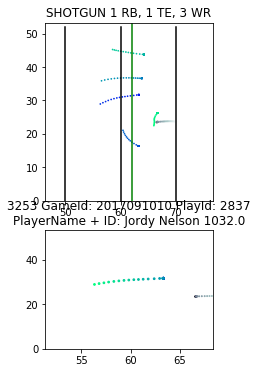 SHOTGUN 1 RB, 1 TE, 3 WR
50
40
30
20
10
0
50 60 70
3253 GameId: 2017091010 PlayId: 2837
PlayerName + ID: Jordy Nelson 1032.0
40
20
0
55 60 65